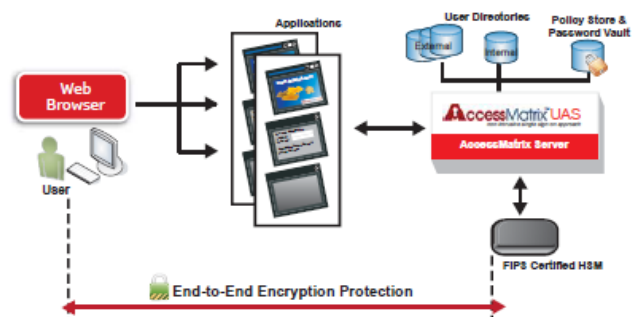 Applications
User Directories
External
Internal
Policy Store &
Password Vault
Web
Browser
AccessMatrix™ UAS
AccessMatrix Server
User
FIPS Certified HSM
End-to-End Encryption Protection